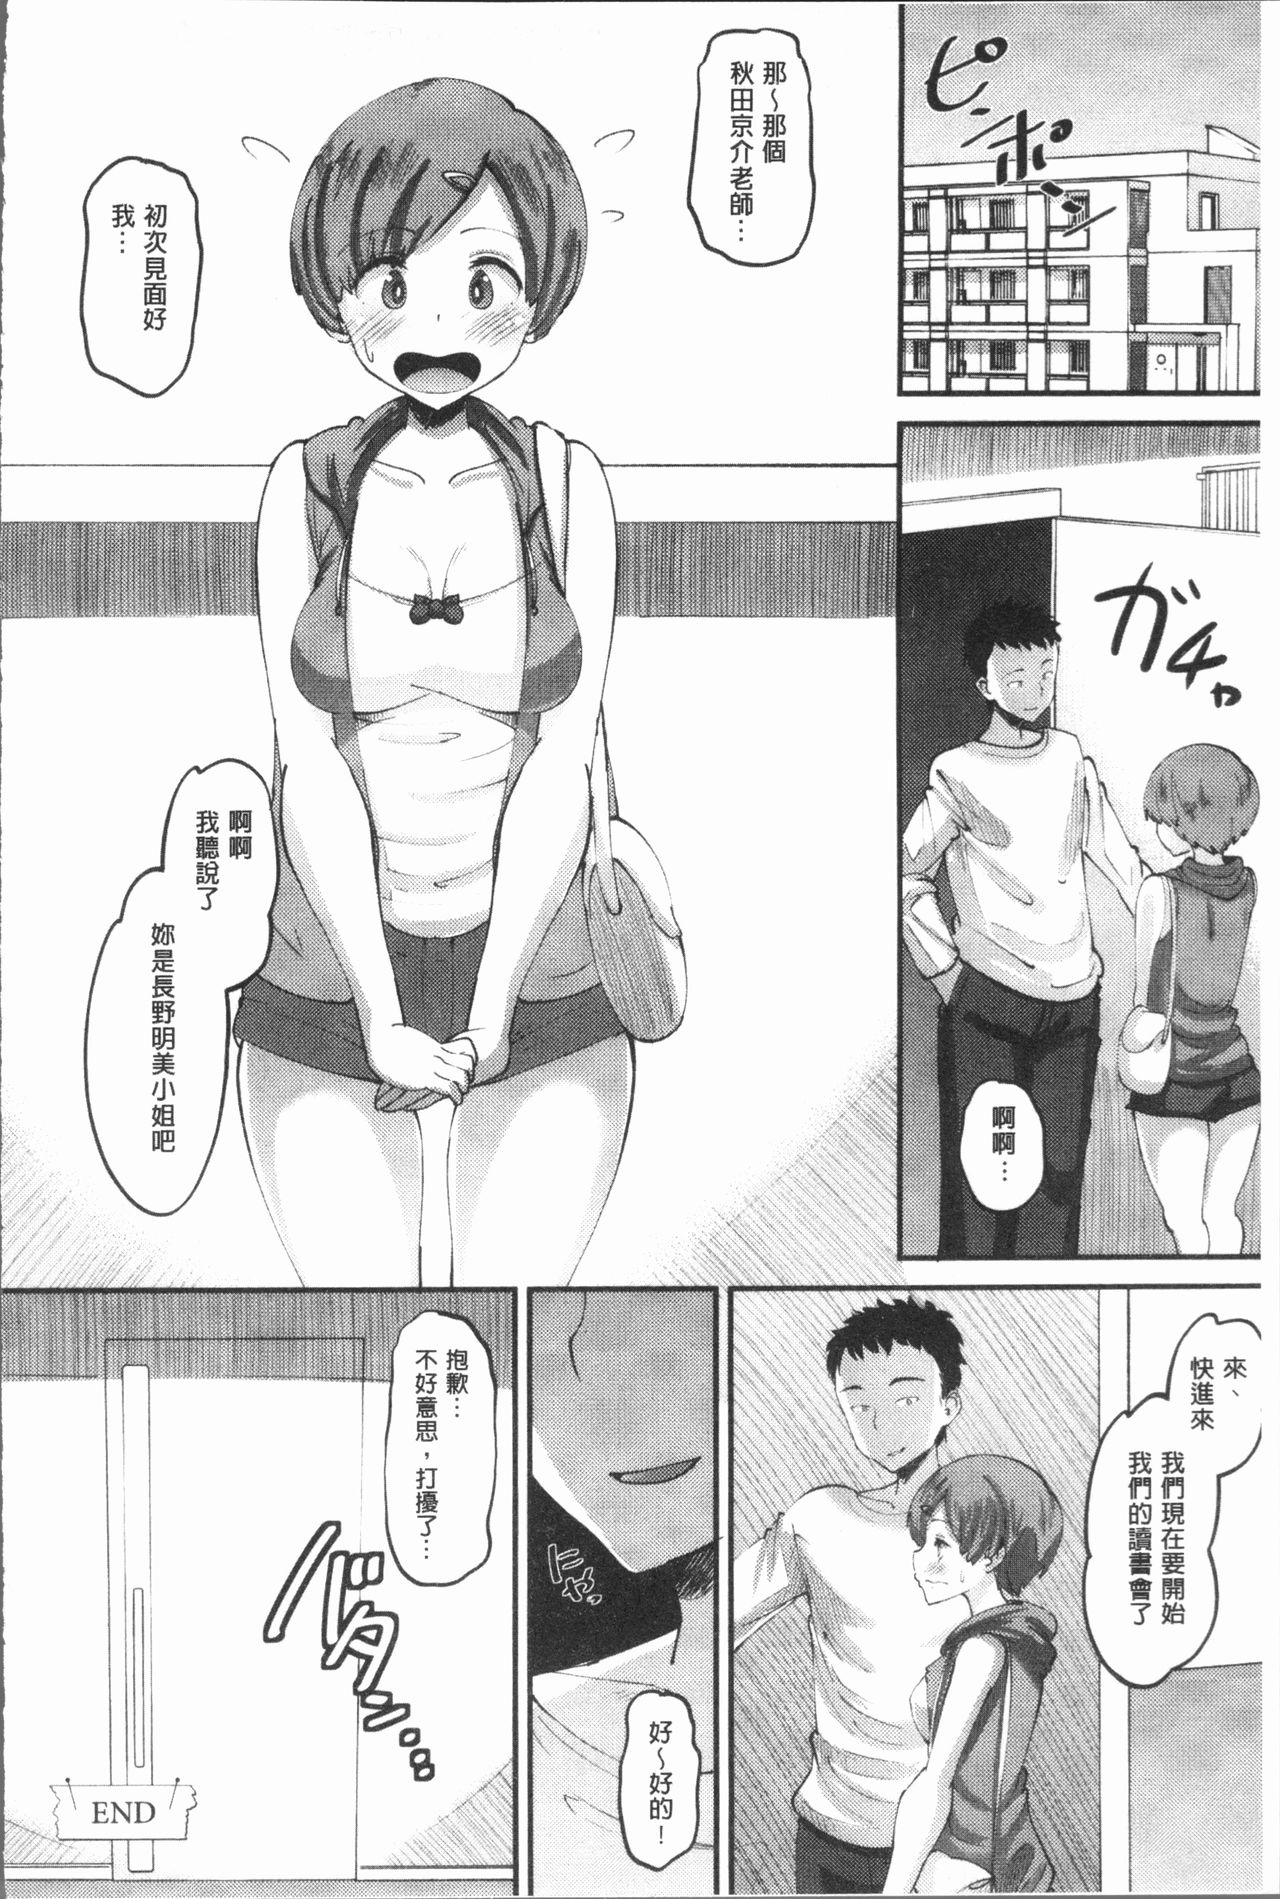 ピンポーン
ガチャ
啊啊…
那～那個
秋田京介老師…
初次見面好
我…
啊啊
我聽說了
妳是長野明美小姐吧
來、
快進來
我們現在要開始
我們的讀書會了
にやっ
好～好的！
抱歉…
不好意思，打擾了…
バタン…
END